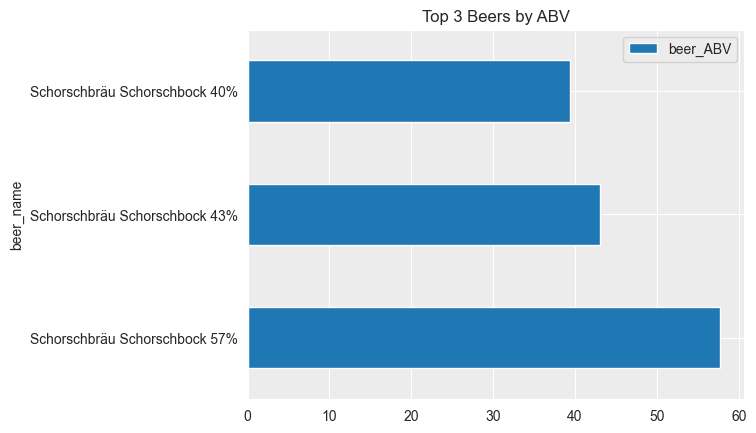 Top 3 Beers by ABV
beer_ABV
Schorschbräu Schorschbock 40%
Schorschbräu Schorschbock 43%
Schorschbräu Schorschbock 57%
beer_name
0 10 20 30 40 50 60